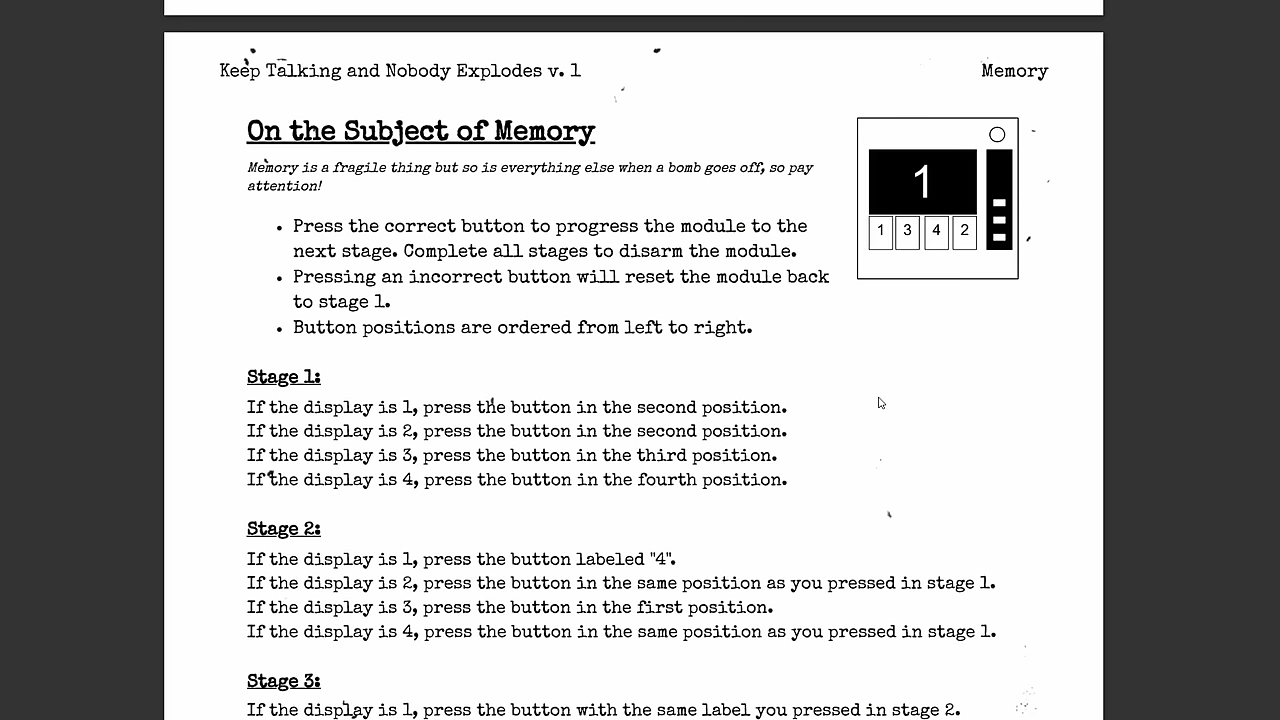 Keep Talking and Nobody Explodes v. 1
Memory
On the Subject of Memory
Memory is a fragile thing but so is everything else when a bomb goes off, so pay
attention!
1
1 3 4 2
• Press the correct button to progress the module to the
next stage. Complete all stages to disarm the module.
• Pressing an incorrect button will reset the module back
to stage 1.
• Button positions are ordered from left to right.
Stage 1:
If the display is 1, press the button in the second position.
If the display is 2, press the button in the second position.
If the display is 3, press the button in the third position.
If the display is 4, press the button in the fourth position.
Stage 2:
If the display is 1, press the button labeled "4".
If the display is 2, press the button in the same position as you pressed in stage 1.
If the display is 3, press the button in the first position.
If the display is 4, press the button in the same position as you pressed in stage 1.
Stage 3:
If the display is 1, press the button with the same label you pressed in stage 2.